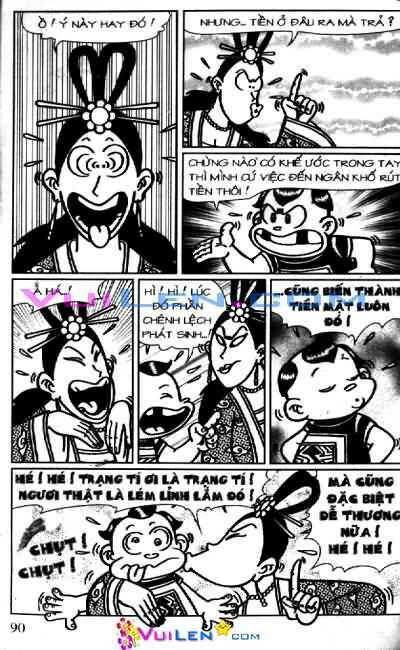 Ồ! Ý NÀY HAY ĐÓ!
NHƯNG... TIỀN Ở ĐÂU RA MÀ TRẢ?
CHỪNG NÀO CÓ KHẾ ƯỚC TRONG TAY
THÌ MÌNH CỨ VIỆC ĐẾN NGÂN KHỐ RÚT
TIỀN THÔI!
À HÁ...!
HÌ! HÌ! LÚC
ĐÓ PHẦN
CHÊNH LỆCH
PHÁT SINH...
...CŨNG BIẾN THÀNH
TIỀN MẶT LUÔN
ĐÓ!
VUILEN.COM
HÉ! HÉ! TRẠNG TÍ ƠI LÀ TRẠNG TÍ!
NGƯƠI THẬT LÀ LÉM LỈNH LẮM ĐÓ!
MÀ CŨNG
ĐẶC BIỆT
DỄ THƯƠNG
NỮA!
HÉ! HÉ!
CHỤT!
CHỤT!
90
VUILEN.COM